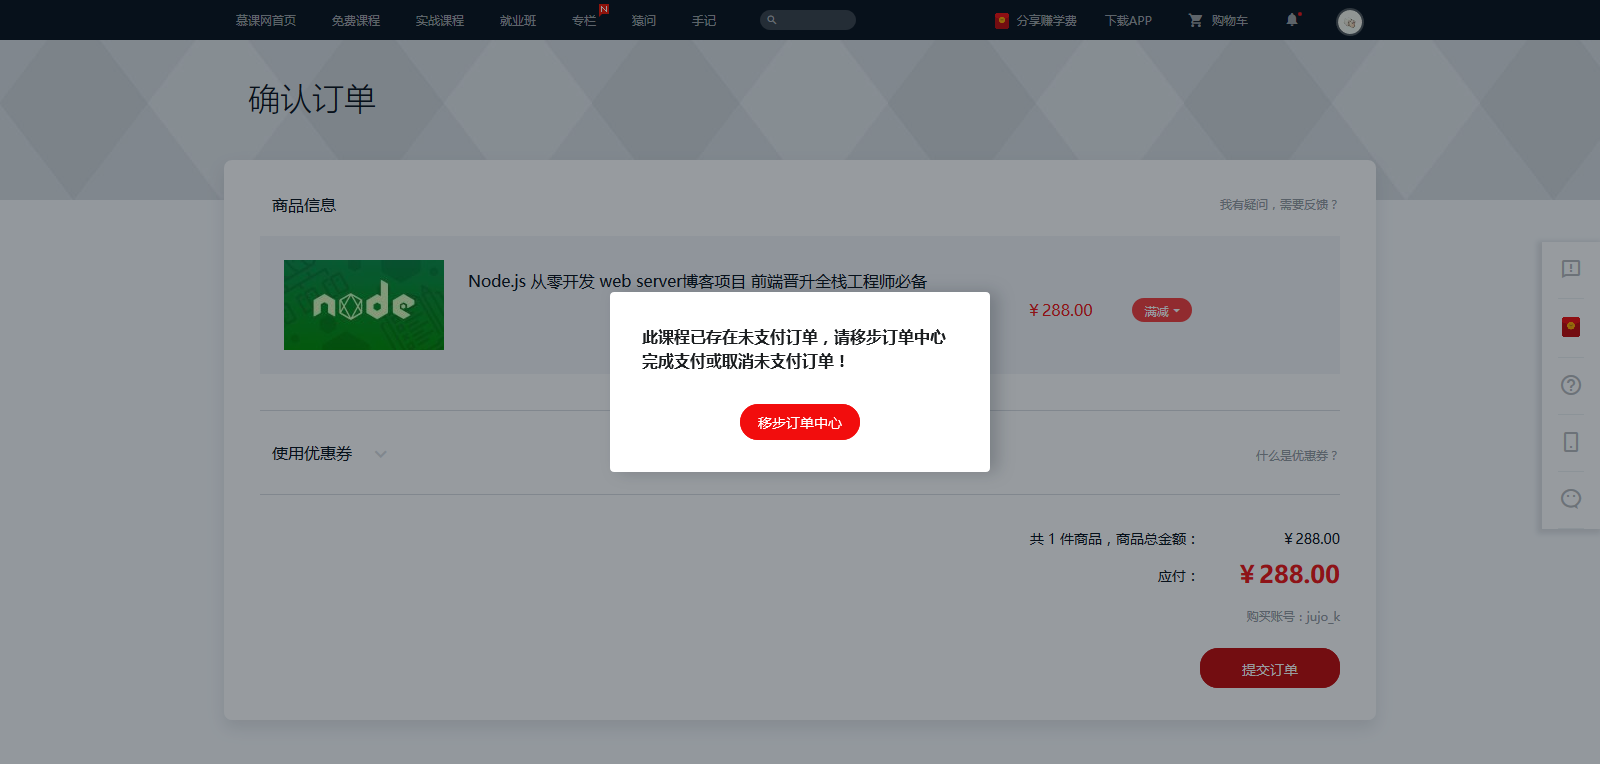 慕课网首页 免费课程 实战课程 就业班 专栏 N 猿问 手记 分享赚学费 下载APP 购物车
确认订单
商品信息 我有疑问，需要反馈？
node
Node.js 从零开发 web server博客项目 前端晋升全栈工程师必备
￥288.00 满减
此课程已存在未支付订单，请移步订单中心
完成支付或取消未支付订单！
移步订单中心
使用优惠券 什么是优惠券？
共 1 件商品，商品总金额： ￥288.00
应付： ￥288.00
购买账号：jujo_k
提交订单